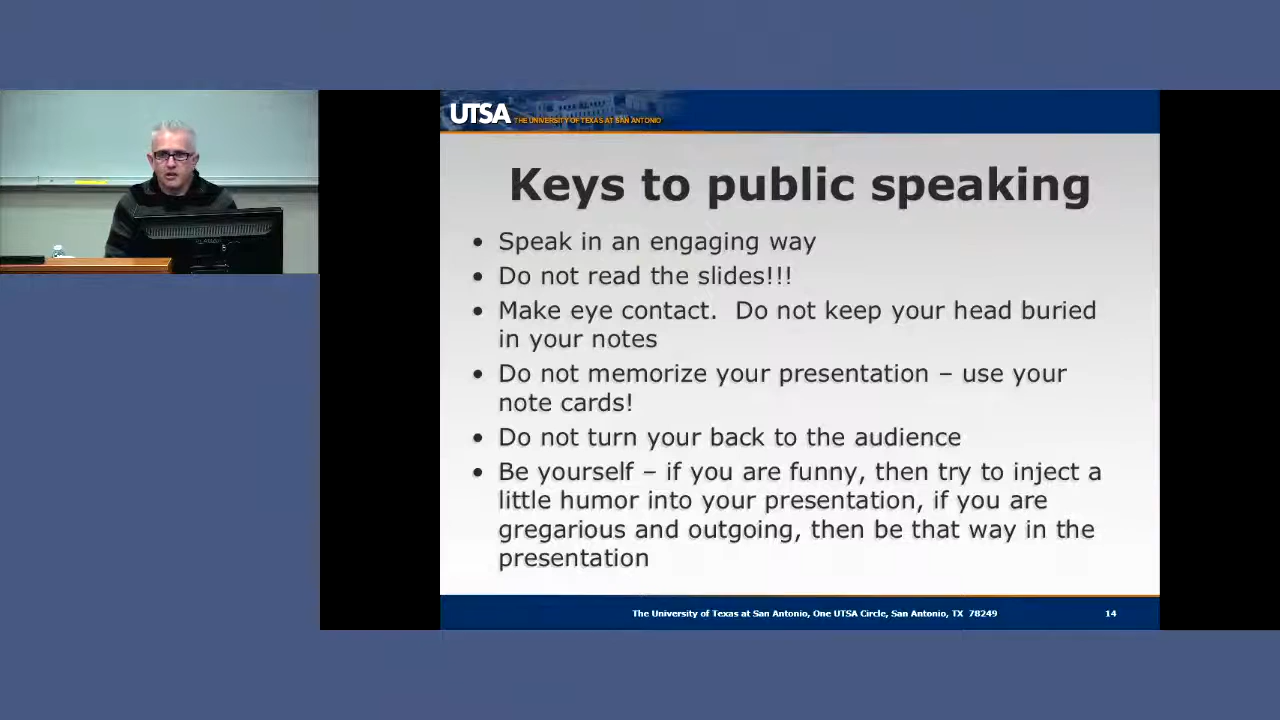 UTSA THE UNIVERSITY OF TEXAS AT SAN ANTONIO
Keys to public speaking
• Speak in an engaging way
• Do not read the slides!!!
• Make eye contact.  Do not keep your head buried
in your notes
• Do not memorize your presentation – use your
note cards!
• Do not turn your back to the audience
• Be yourself – if you are funny, then try to inject a
little humor into your presentation, if you are
gregarious and outgoing, then be that way in the
presentation
The University of Texas at San Antonio, One UTSA Circle, San Antonio, TX  78249 14